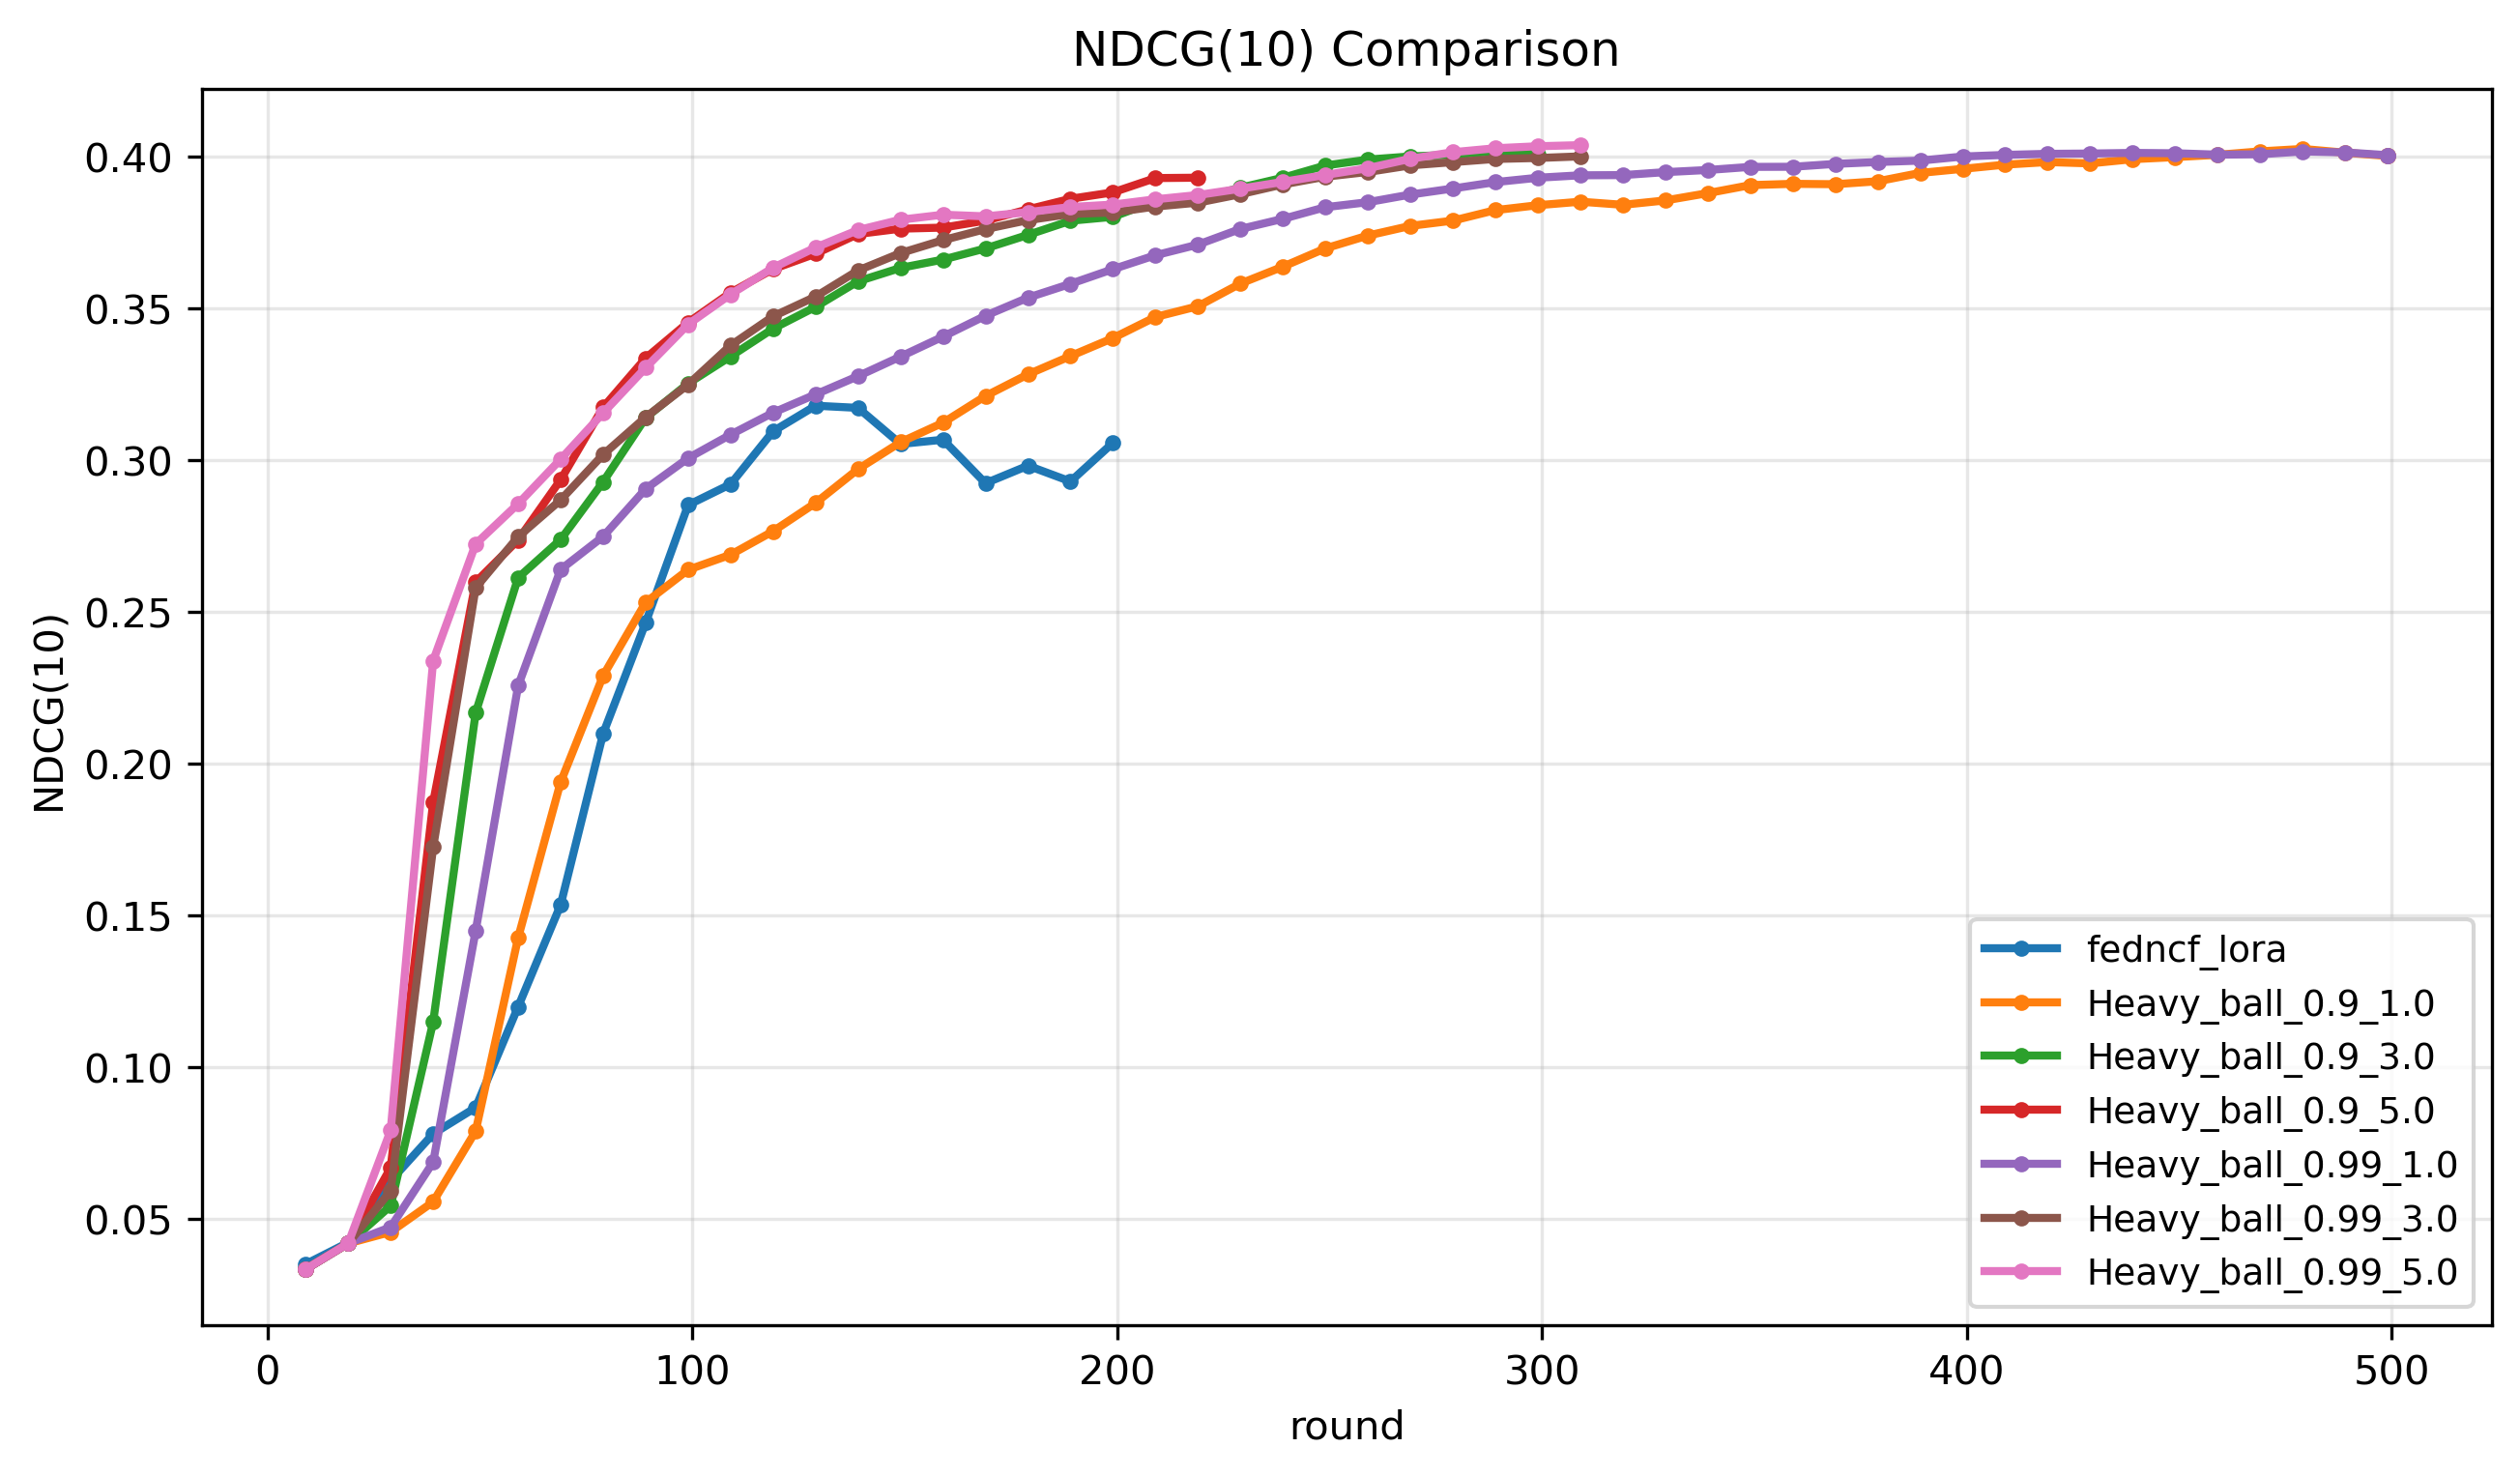 NDCG(10) Comparison
NDCG(10)
0.40
0.35
0.30
0.25
0.20
0.15
0.10
0.05
0
100
200
300
400
500
round
fedncf_lora
Heavy_ball_0.9_1.0
Heavy_ball_0.9_3.0
Heavy_ball_0.9_5.0
Heavy_ball_0.99_1.0
Heavy_ball_0.99_3.0
Heavy_ball_0.99_5.0